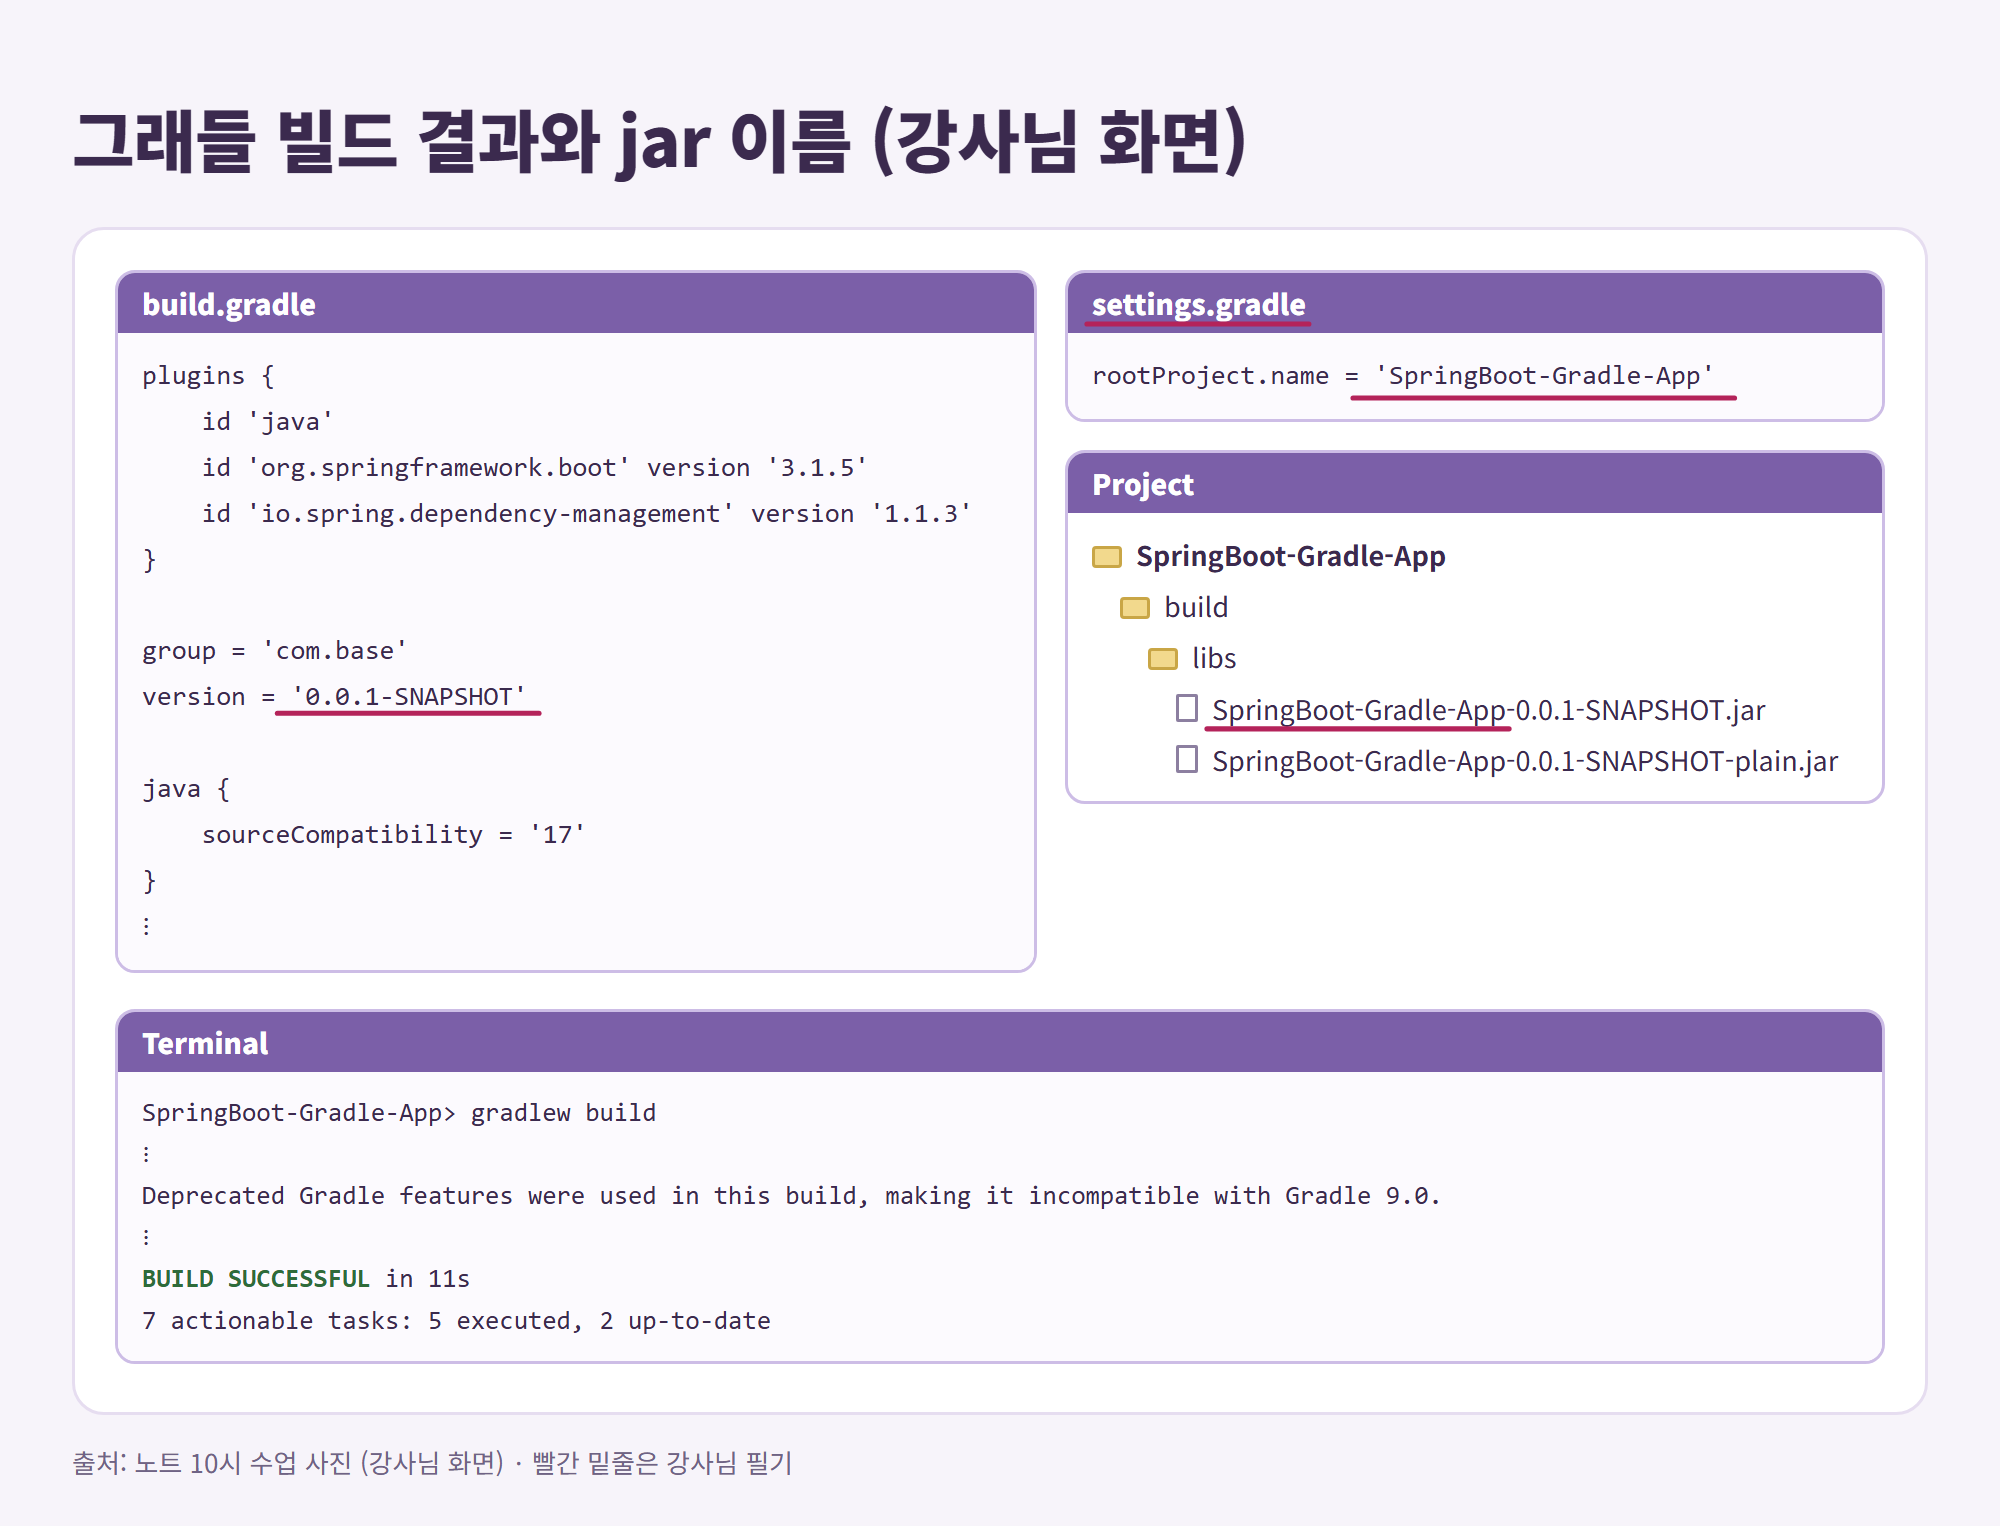 그래들 빌드 결과와 jar 이름 (강사님 화면)
build.gradle
plugins {
    id 'java'
    id 'org.springframework.boot' version '3.1.5'
    id 'io.spring.dependency-management' version '1.1.3'
}
group = 'com.base'
version = '0.0.1-SNAPSHOT'
java {
    sourceCompatibility = '17'
}
⋮
settings.gradle
rootProject.name = 'SpringBoot-Gradle-App'
Project
SpringBoot-Gradle-App
build
libs
SpringBoot-Gradle-App-0.0.1-SNAPSHOT.jar
SpringBoot-Gradle-App-0.0.1-SNAPSHOT-plain.jar
Terminal
SpringBoot-Gradle-App> gradlew build
⋮
Deprecated Gradle features were used in this build, making it incompatible with Gradle 9.0.
⋮
BUILD SUCCESSFUL in 11s
7 actionable tasks: 5 executed, 2 up-to-date
출처: 노트 10시 수업 사진 (강사님 화면) · 빨간 밑줄은 강사님 필기